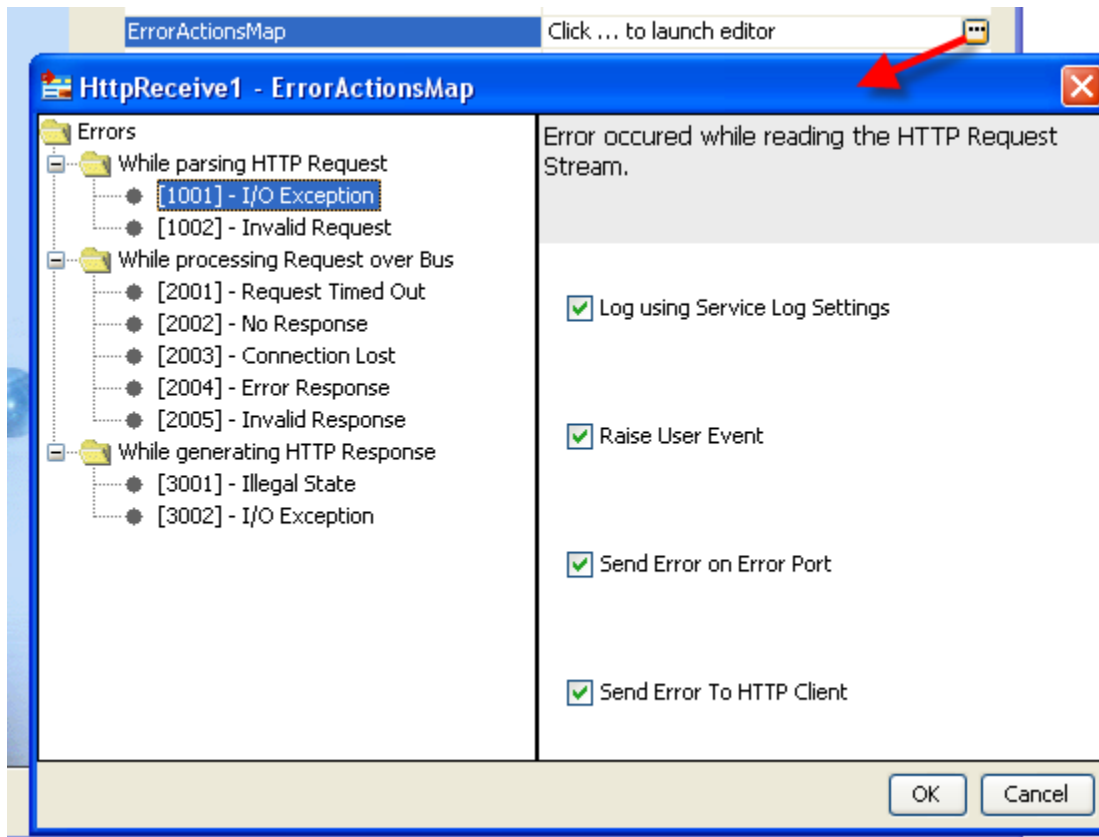 ErrorActionsMap
Click ... to launch editor
HttpReceive1 - ErrorActionsMap
Errors
While parsing HTTP Request
[1001] - I/O Exception
[1002] - Invalid Request
While processing Request over Bus
[2001] - Request Timed Out
[2002] - No Response
[2003] - Connection Lost
[2004] - Error Response
[2005] - Invalid Response
While generating HTTP Response
[3001] - Illegal State
[3002] - I/O Exception
Error occured while reading the HTTP Request
Stream.
Log using Service Log Settings
Raise User Event
Send Error on Error Port
Send Error To HTTP Client
OK
Cancel